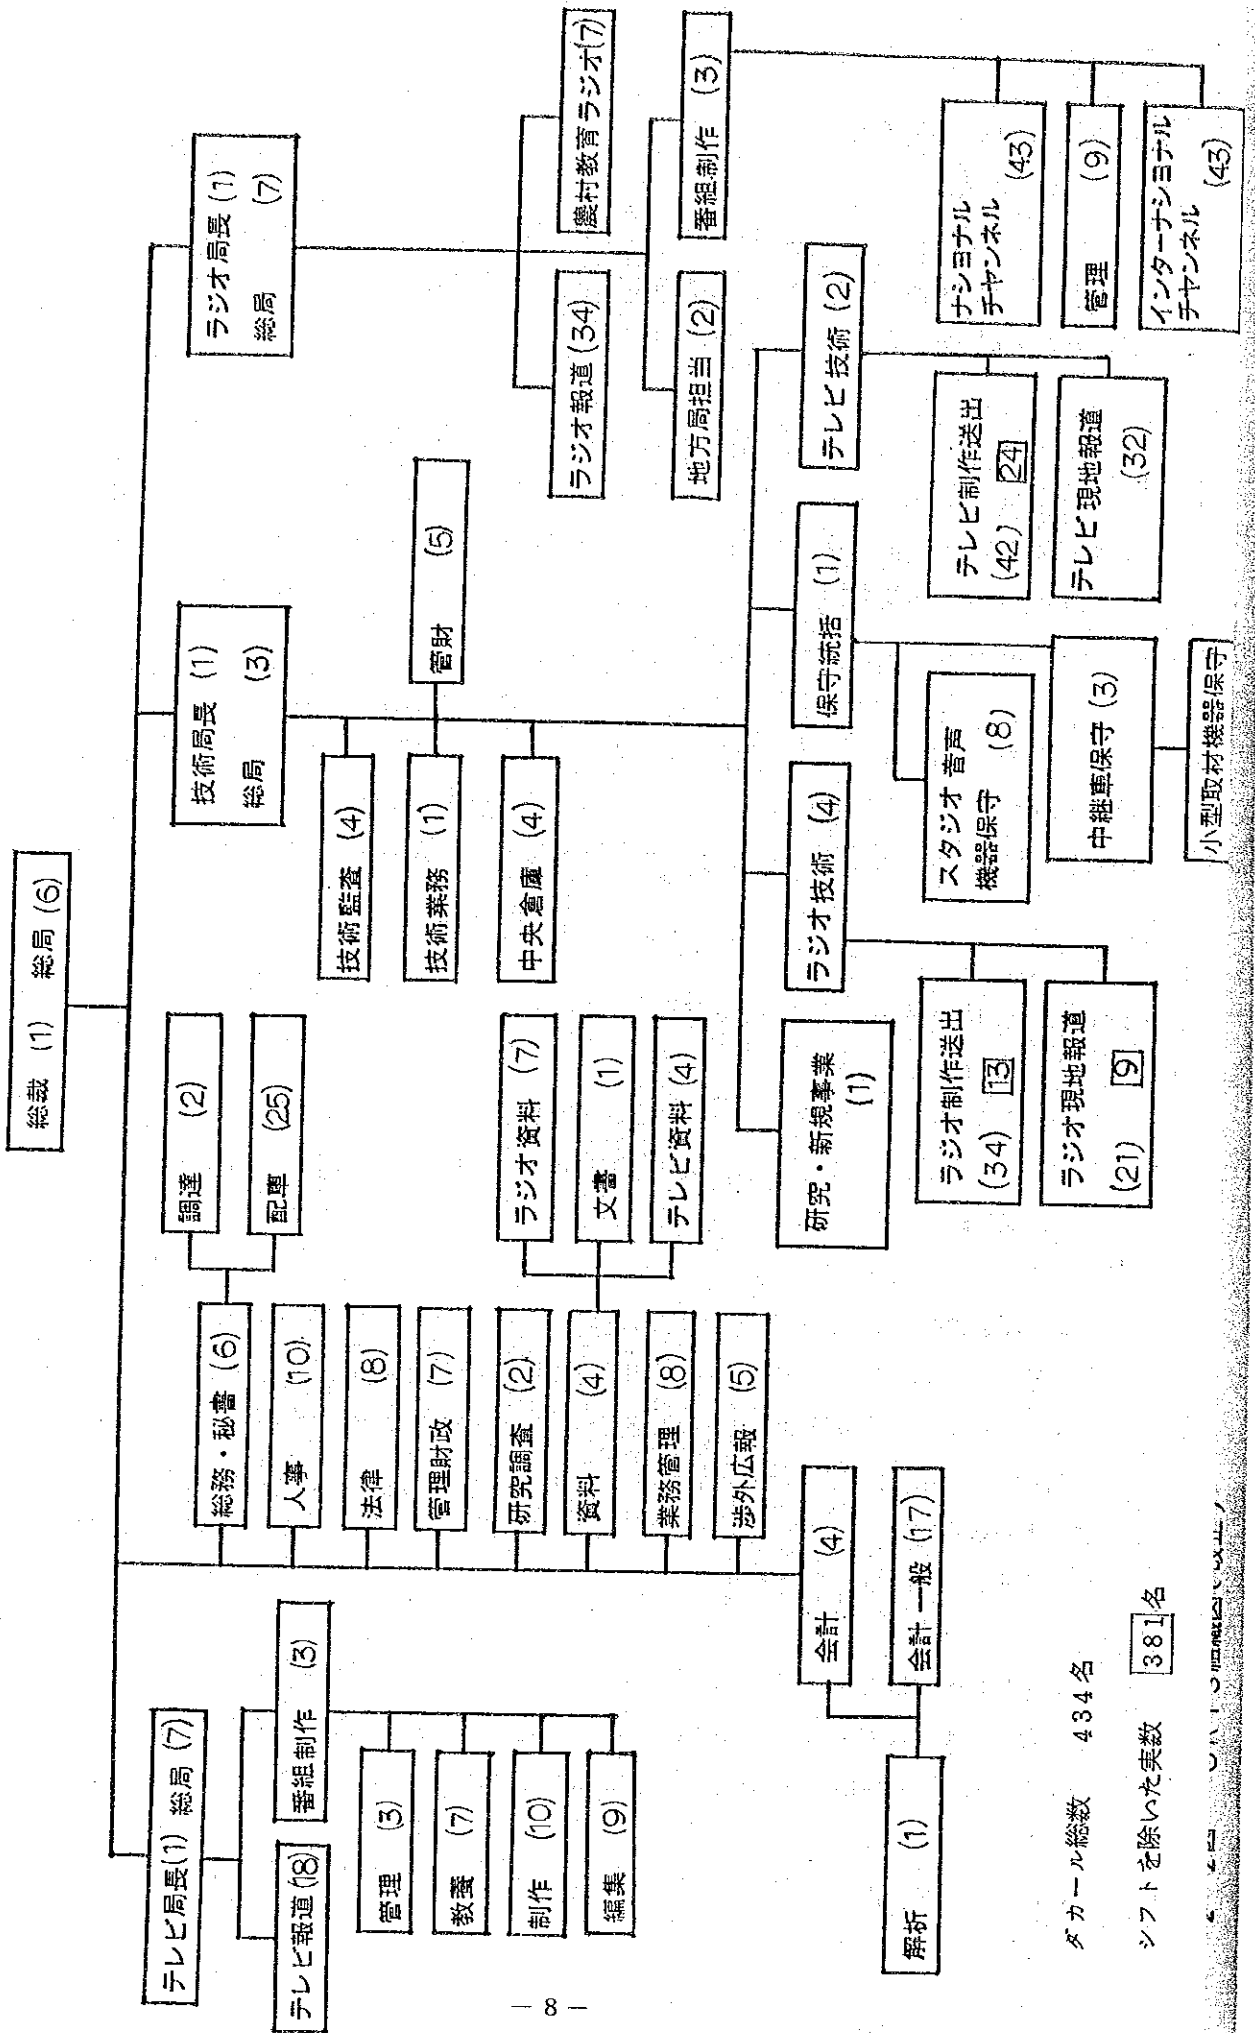 総裁 (1) 総局 (6)
テレビ局長(1) 総局 (7)
テレビ報道 (18)
番組制作 (3)
管理 (3)
教養 (7)
制作 (10)
編集 (9)
総務・秘書 (6)
調達 (2)
配車 (25)
人事 (10)
法律 (8)
管理財政 (7)
研究調査 (2)
資料 (4)
ラジオ資料 (7)
文書 (1)
テレビ資料 (4)
業務管理 (8)
渉外広報 (5)
会計 (4)
会計一般 (17)
解析 (1)
技術局長 (1)
総局 (3)
技術監査 (4)
技術業務 (1)
管財 (5)
中央倉庫 (4)
研究・新規事業
(1)
ラジオ技術 (4)
ラジオ制作送出
(34) 13
ラジオ現地報道
(21) 9
保守統括 (1)
スタジオ音声
機器保守 (8)
中継車保守 (3)
小型取材機器保守
テレビ技術 (2)
テレビ制作送出
(42) 24
テレビ現地報道
(32)
ラジオ局長 (1)
総局 (7)
ラジオ報道 (34)
農村教育ラジオ(7)
地方局担当 (2)
番組制作 (3)
ナショナル
チャンネル
(43)
管理 (9)
インターナショナル
チャンネル
(43)
ダカール総数 434名
シフトを除いた実数 381名
— 8 —